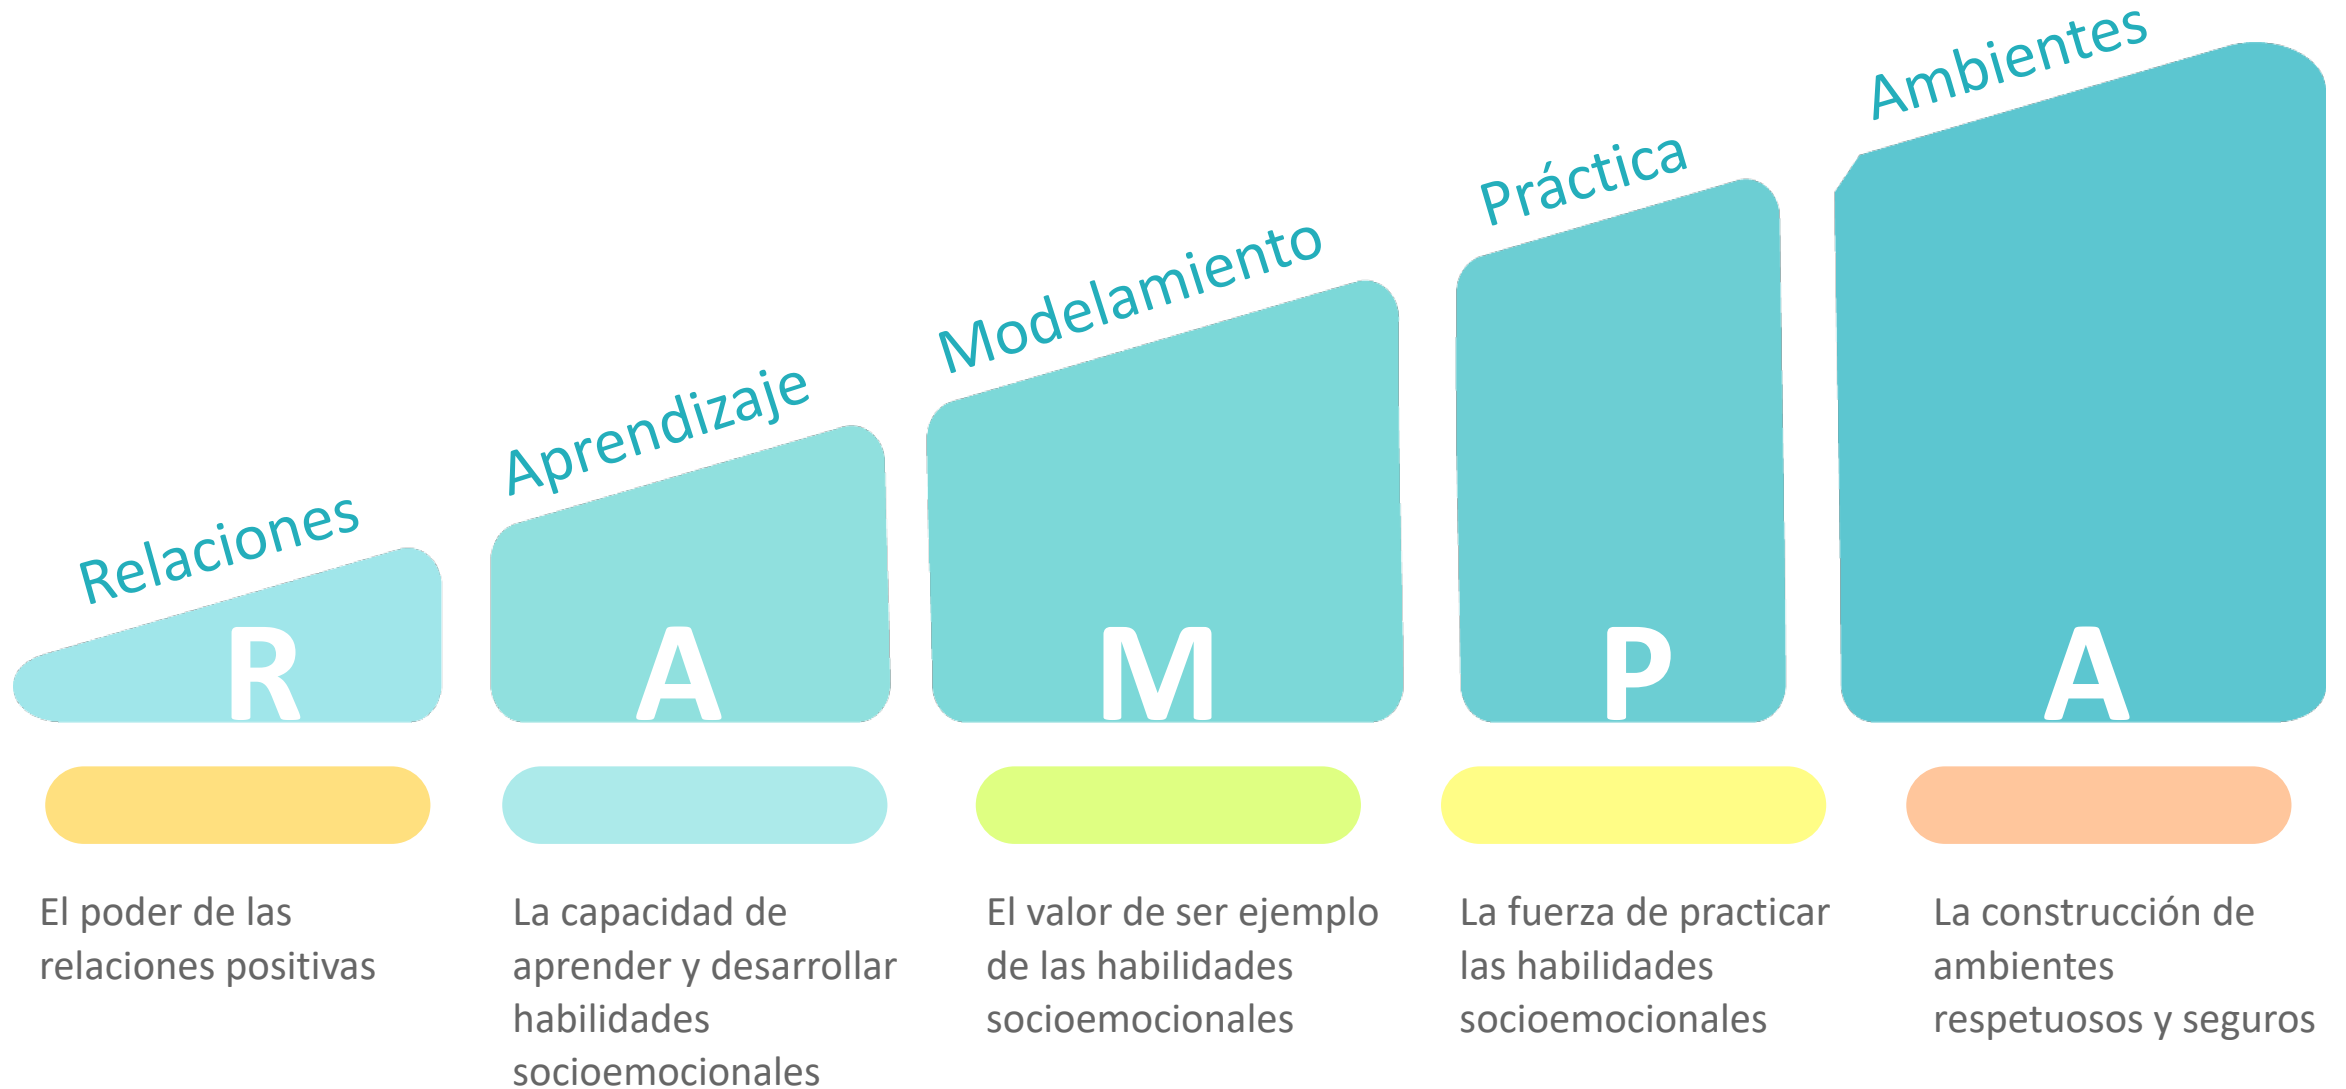 Relaciones
Aprendizaje
Modelamiento
Práctica
Ambientes
R
A
M
P
A
El poder de las
relaciones positivas
La capacidad de
aprender y desarrollar
habilidades
socioemocionales
El valor de ser ejemplo
de las habilidades
socioemocionales
La fuerza de practicar
las habilidades
socioemocionales
La construcción de
ambientes
respetuosos y seguros